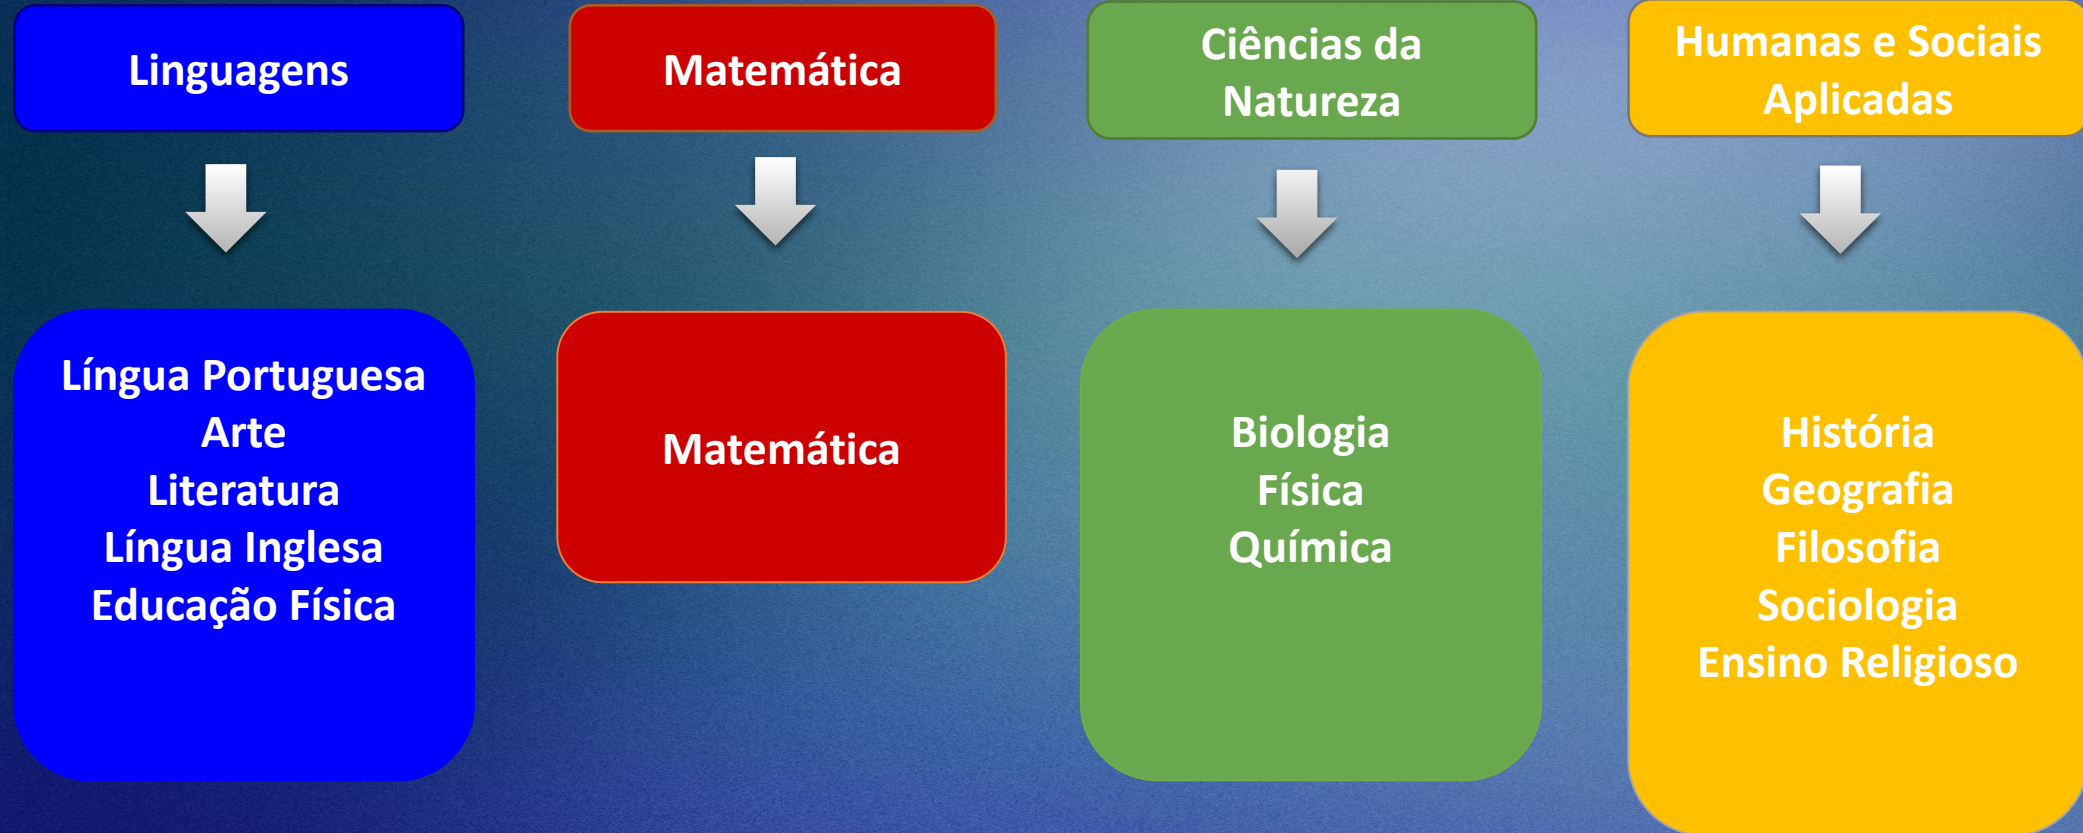 Linguagens
Matemática
Ciências da
Natureza
Humanas e Sociais
Aplicadas
Língua Portuguesa
Arte
Literatura
Língua Inglesa
Educação Física
Matemática
Biologia
Física
Química
História
Geografia
Filosofia
Sociologia
Ensino Religioso